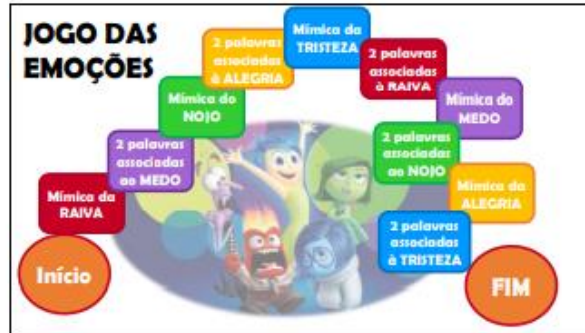 JOGO DAS
EMOÇÕES
Início
Mímica da
RAIVA
2 palavras
associadas
ao MEDO
Mímica do
NOJO
2 palavras
associadas
à ALEGRIA
Mímica da
TRISTEZA
2 palavras
associadas
à RAIVA
Mímica do
MEDO
2 palavras
associadas
ao NOJO
Mímica da
ALEGRIA
2 palavras
associadas
à TRISTEZA
FIM